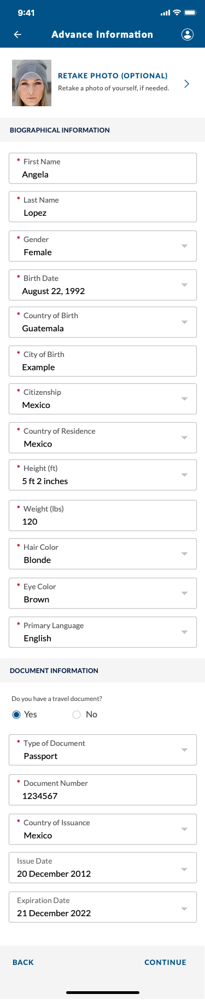 9:41
Advance Information
RETAKE PHOTO (OPTIONAL)
Retake a photo of yourself, if needed.
BIOGRAPHICAL INFORMATION
* First Name
Angela
* Last Name
Lopez
* Gender
Female
* Birth Date
August 22, 1992
* Country of Birth
Guatemala
* City of Birth
Example
* Citizenship
Mexico
* Country of Residence
Mexico
* Height (ft)
5 ft 2 inches
* Weight (lbs)
120
* Hair Color
Blonde
* Eye Color
Brown
* Primary Language
English
DOCUMENT INFORMATION
Do you have a travel document?
Yes No
* Type of Document
Passport
* Document Number
1234567
* Country of Issuance
Mexico
Issue Date
20 December 2012
Expiration Date
21 December 2022
BACK CONTINUE